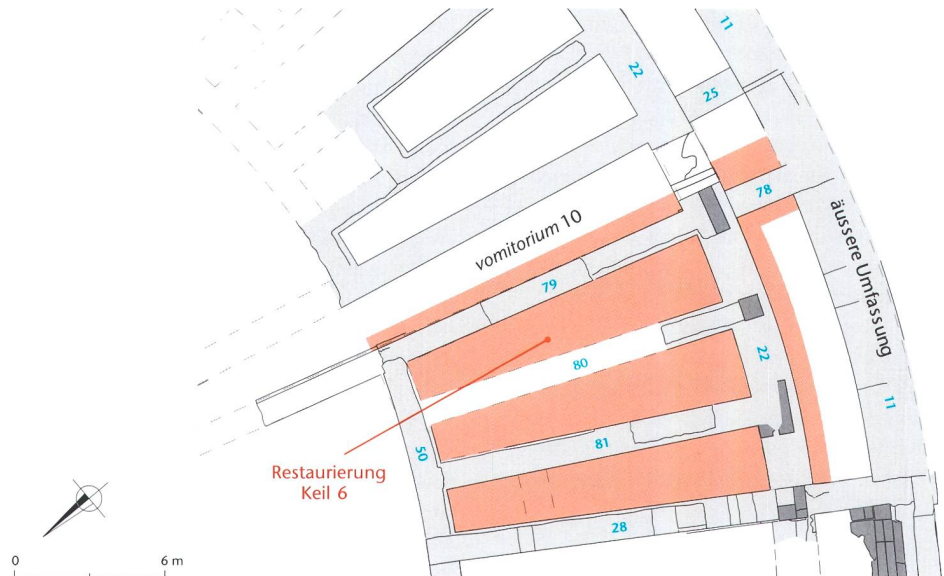 11
22
25
78
vomitorium 10
äussere Umfassung
79
80
22
11
81
50
Restaurierung
Keil 6
28
0 6 m